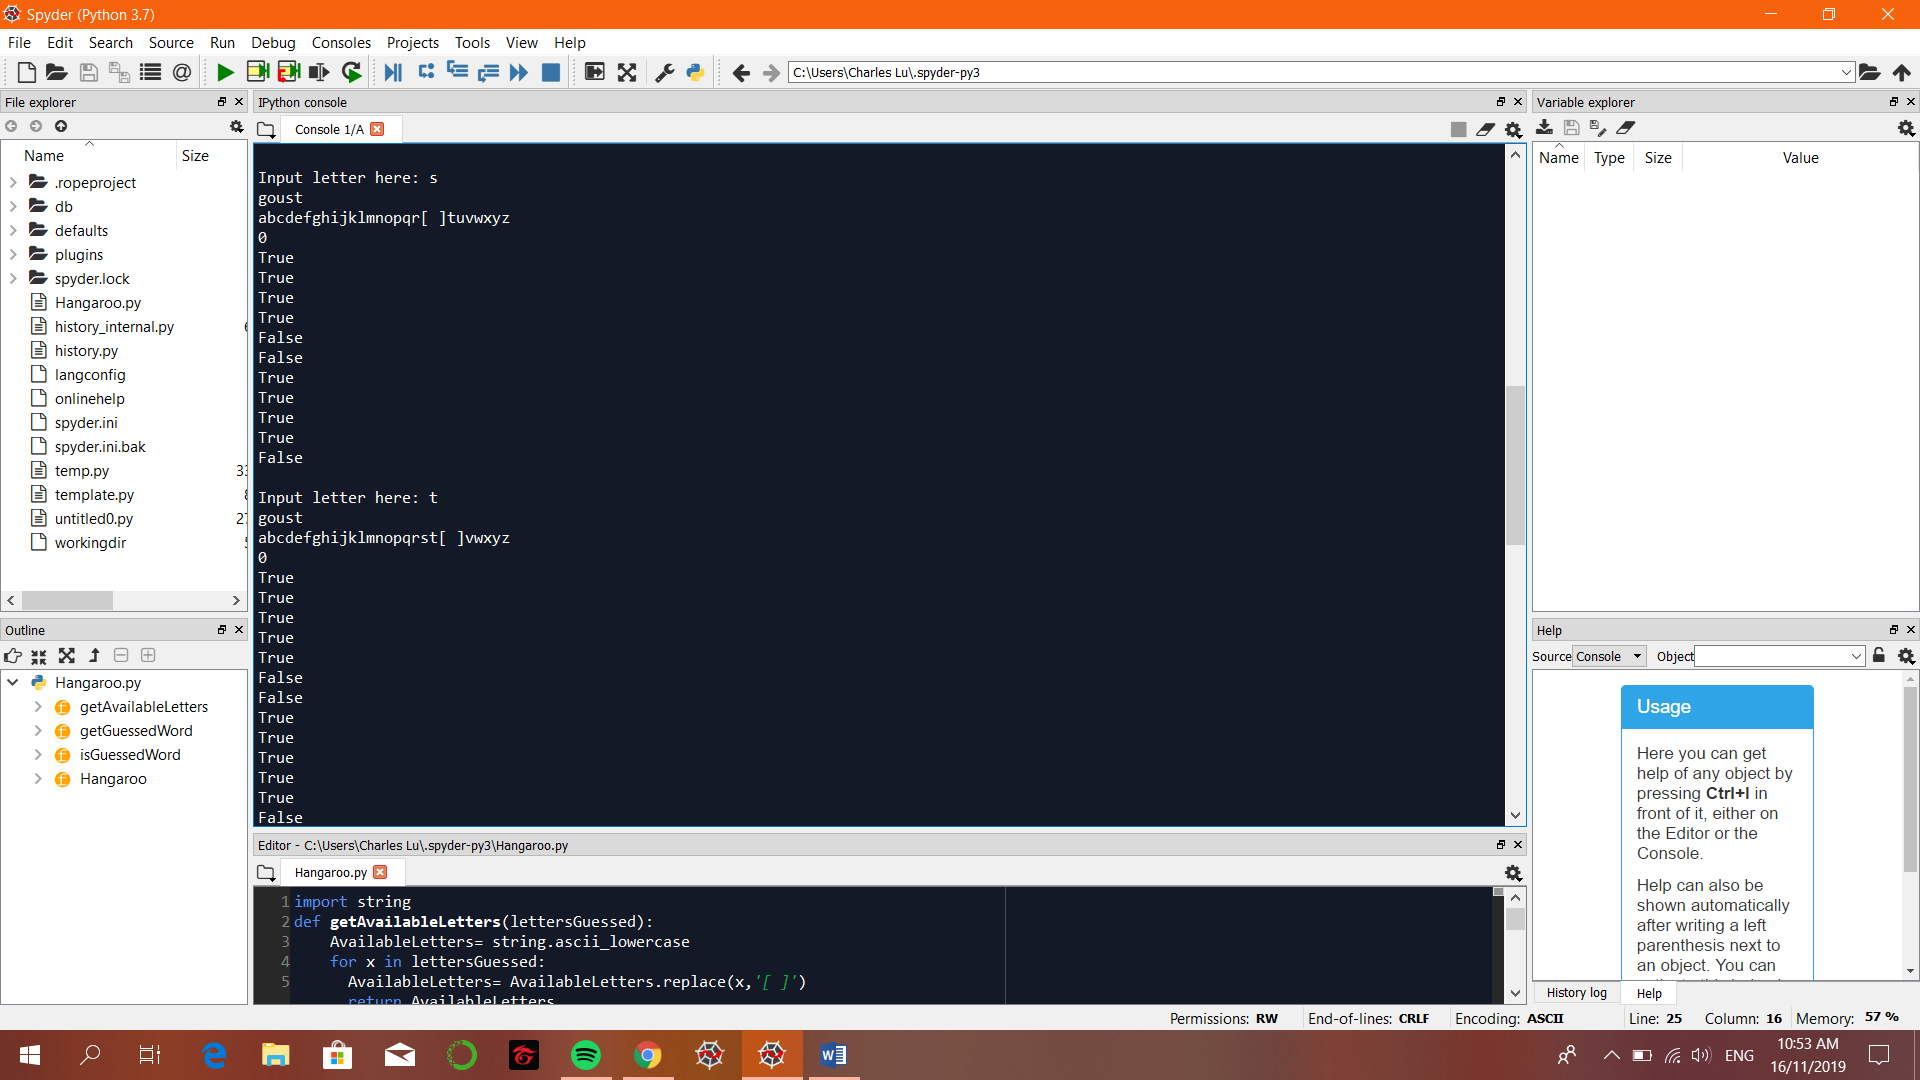 Spyder (Python 3.7)
File Edit Search Source Run Debug Consoles Projects Tools View Help
C:\Users\Charles Lu\.spyder-py3
File explorer
Name Size
.ropeproject
db
defaults
plugins
spyder.lock
Hangaroo.py
history_internal.py
history.py
langconfig
onlinehelp
spyder.ini
spyder.ini.bak
temp.py 33
template.py
untitled0.py 27
workingdir
Outline
Hangaroo.py
getAvailableLetters
getGuessedWord
isGuessedWord
Hangaroo
IPython console
Console 1/A
Input letter here: s
goust
abcdefghijklmnopqr[ ]tuvwxyz
0
True
True
True
True
False
False
True
True
True
True
False
Input letter here: t
goust
abcdefghijklmnopqrst[ ]vwxyz
0
True
True
True
True
True
False
False
True
True
True
True
True
False
Editor - C:\Users\Charles Lu\.spyder-py3\Hangaroo.py
Hangaroo.py
1 import string
2 def getAvailableLetters(lettersGuessed):
3 AvailableLetters= string.ascii_lowercase
4 for x in lettersGuessed:
5 AvailableLetters= AvailableLetters.replace(x,'[ ]')
return AvailableLetters
Variable explorer
Name Type Size Value
Help
Source Console Object
Usage
Here you can get
help of any object by
pressing Ctrl+I in
front of it, either on
the Editor or the
Console.
Help can also be
shown automatically
after writing a left
parenthesis next to
an object. You can
History log Help
Permissions: RW End-of-lines: CRLF Encoding: ASCII Line: 25 Column: 16 Memory: 57 %
ENG
10:53 AM
16/11/2019